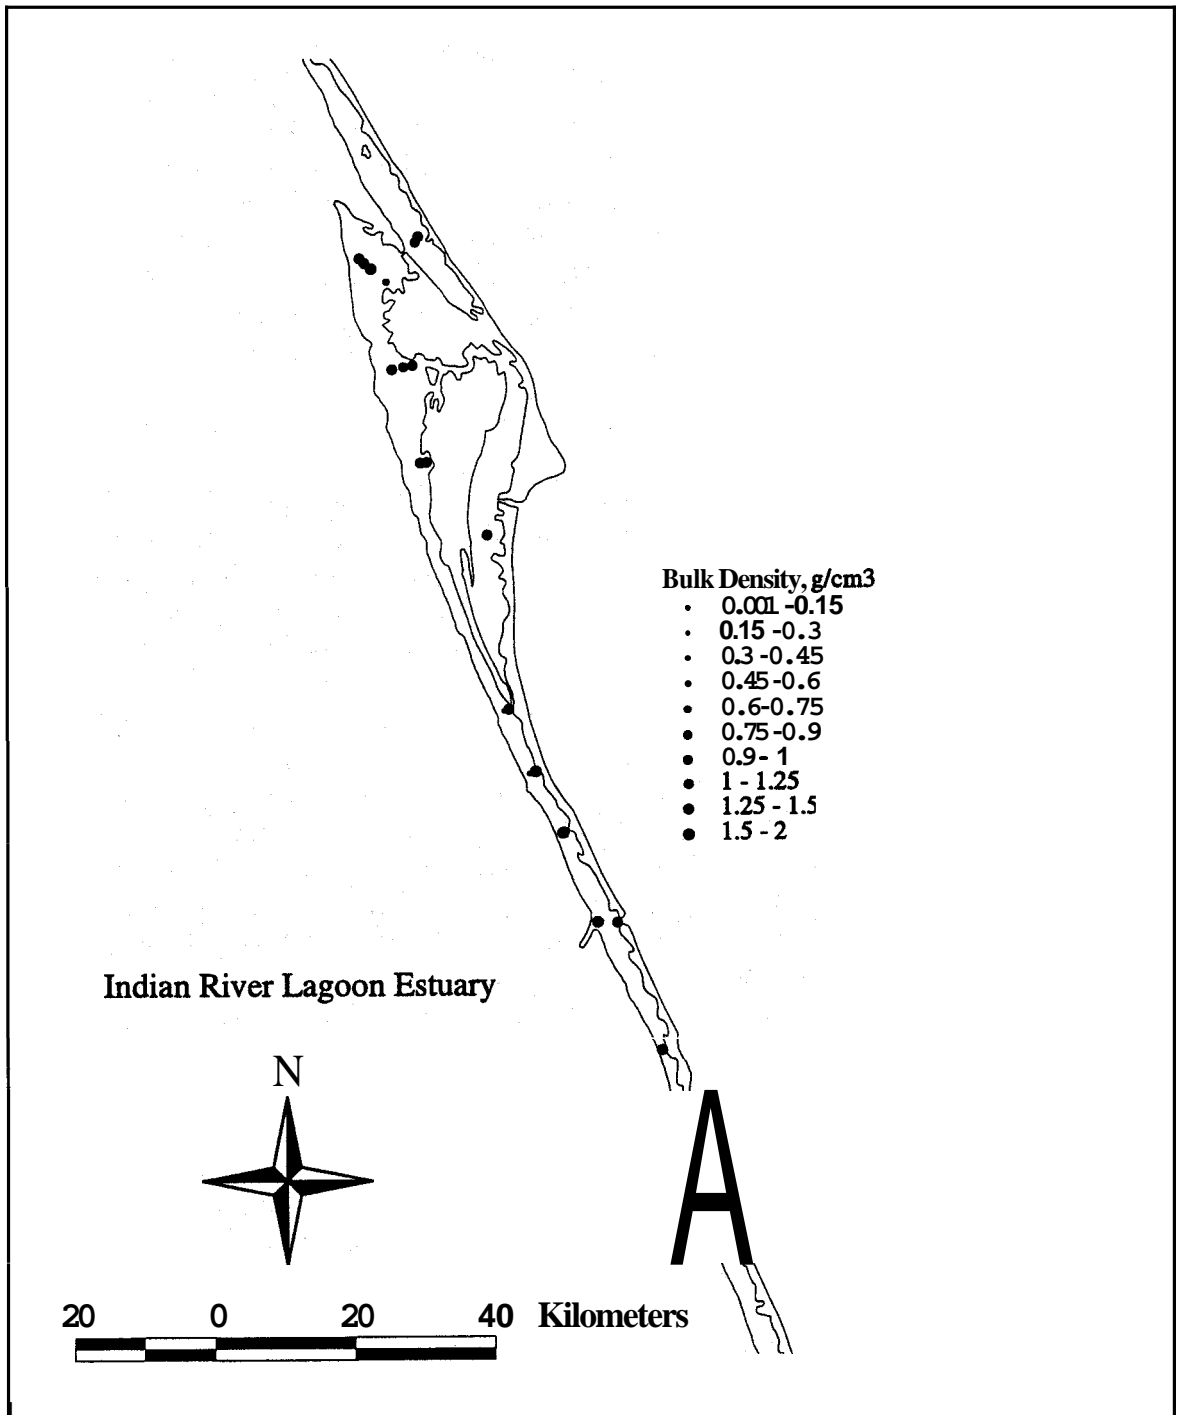 Bulk Density, g/cm3
0.001 - 0.15
0.15 - 0.3
0.3 - 0.45
0.45 - 0.6
0.6 - 0.75
0.75 - 0.9
0.9 - 1
1 - 1.25
1.25 - 1.5
1.5 - 2
Indian River Lagoon Estuary
N
A
20 0 20 40 Kilometers